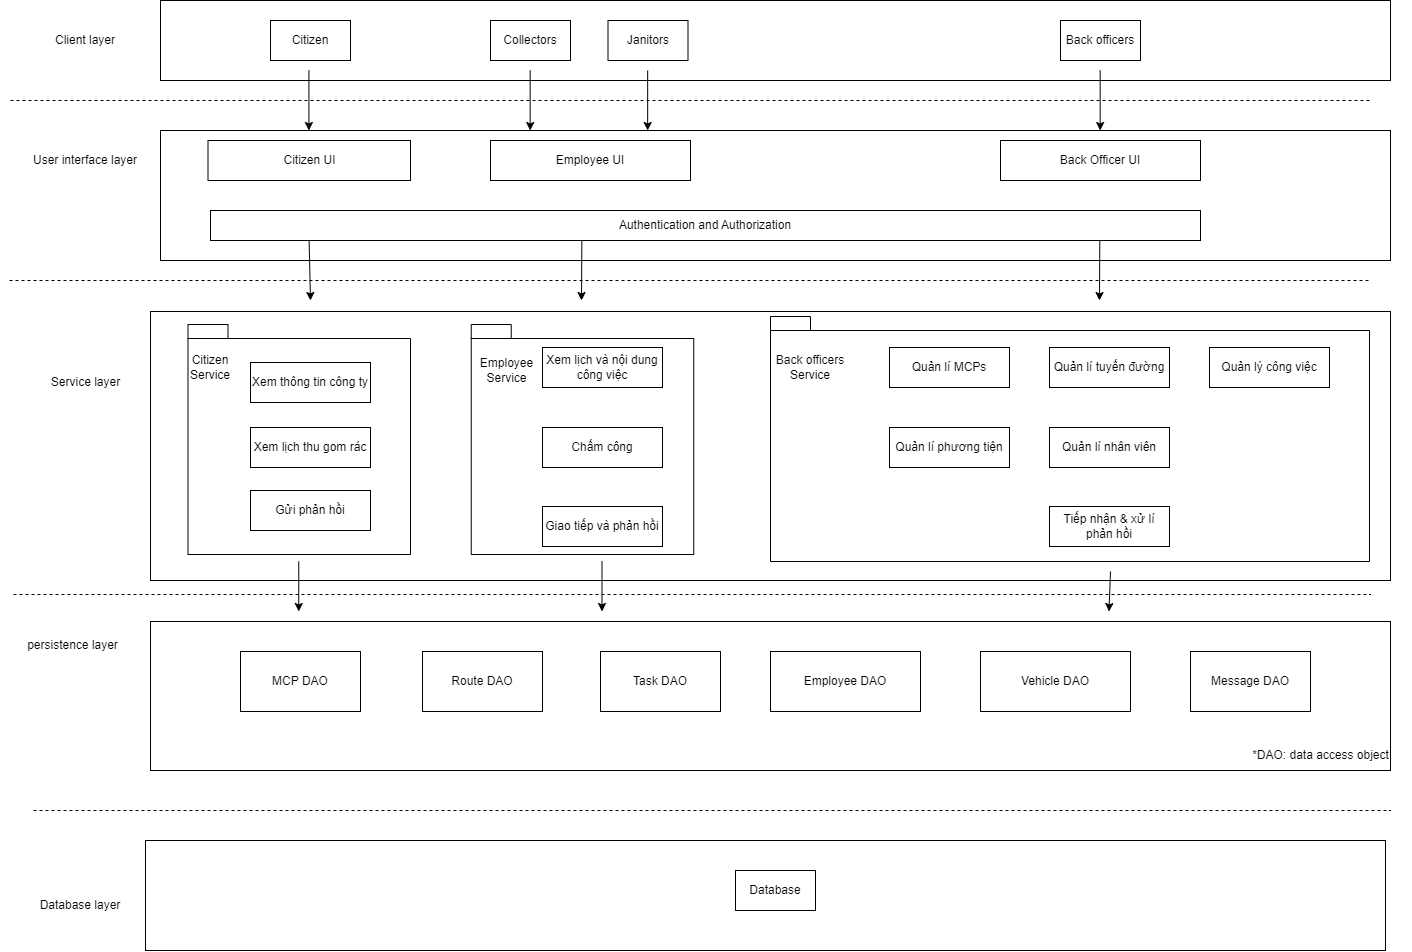 Client layer
Citizen
Collectors
Janitors
Back officers
User interface layer
Citizen UI
Employee UI
Back Officer UI
Authentication and Authorization
Service layer
Citizen
Service
Xem thông tin công ty
Xem lịch thu gom rác
Gửi phản hồi
Employee
Service
Xem lịch và nội dung
công việc
Chấm công
Giao tiếp và phản hồi
Back officers
Service
Quản lí MCPs
Quản lí tuyến đường
Quản lý công việc
Quản lí phương tiện
Quản lí nhân viên
Tiếp nhận & xử lí
phản hồi
persistence layer
MCP DAO
Route DAO
Task DAO
Employee DAO
Vehicle DAO
Message DAO
*DAO: data access object
Database layer
Database